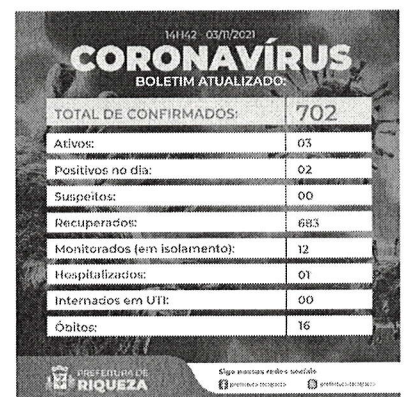 14H42 - 03/11/2021
CORONAVÍRUS
BOLETIM ATUALIZADO:
TOTAL DE CONFIRMADOS: 702
Ativos: 03
Positivos no dia: 02
Suspeitos: 00
Recuperados: 683
Monitorados (em isolamento): 12
Hospitalizados: 01
Internados em UTI: 00
Óbitos: 16
PREFEITURA DE
RIQUEZA
Siga nossas redes sociais